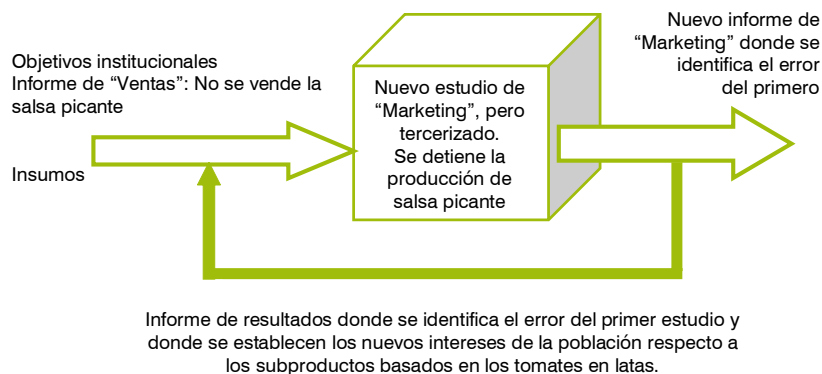 Objetivos institucionales
Informe de “Ventas”: No se vende la
salsa picante
Insumos
Nuevo estudio de
“Marketing”, pero
tercerizado.
Se detiene la
producción de
salsa picante
Nuevo informe de
“Marketing” donde se
identifica el error
del primero
Informe de resultados donde se identifica el error del primer estudio y
donde se establecen los nuevos intereses de la población respecto a
los subproductos basados en los tomates en latas.